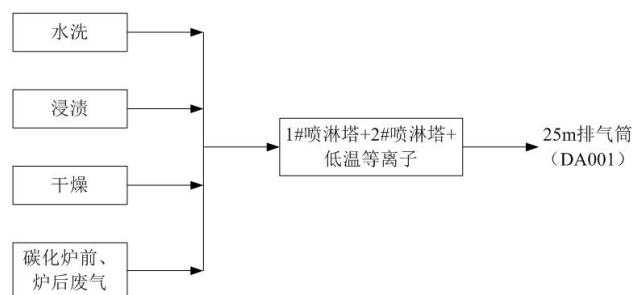 水洗
浸渍
干燥
碳化炉前、
炉后废气
1#喷淋塔+2#喷淋塔+
低温等离子
25m排气筒
（DA001）